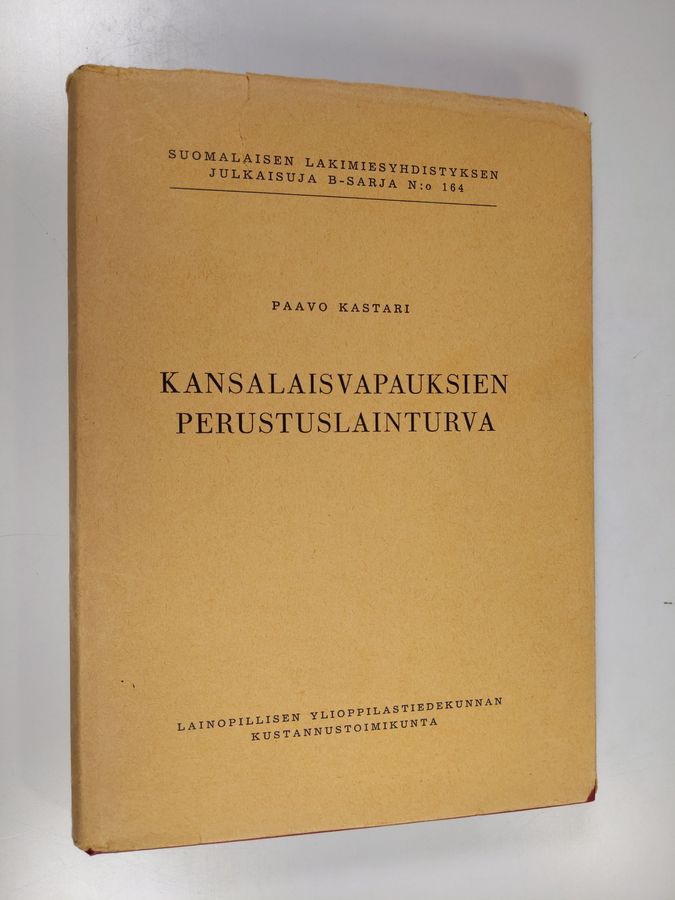 SUOMALAISEN LAKIMIESYHDISTYKSEN
JULKAISUJA B-SARJA N:o 164
PAAVO KASTARI
KANSALAISVAPAUKSIEN
PERUSTUSLAINTURVA
LAINOPILLISEN YLIOPPILASTIEDEKUNNAN
KUSTANNUSTOIMIKUNTA